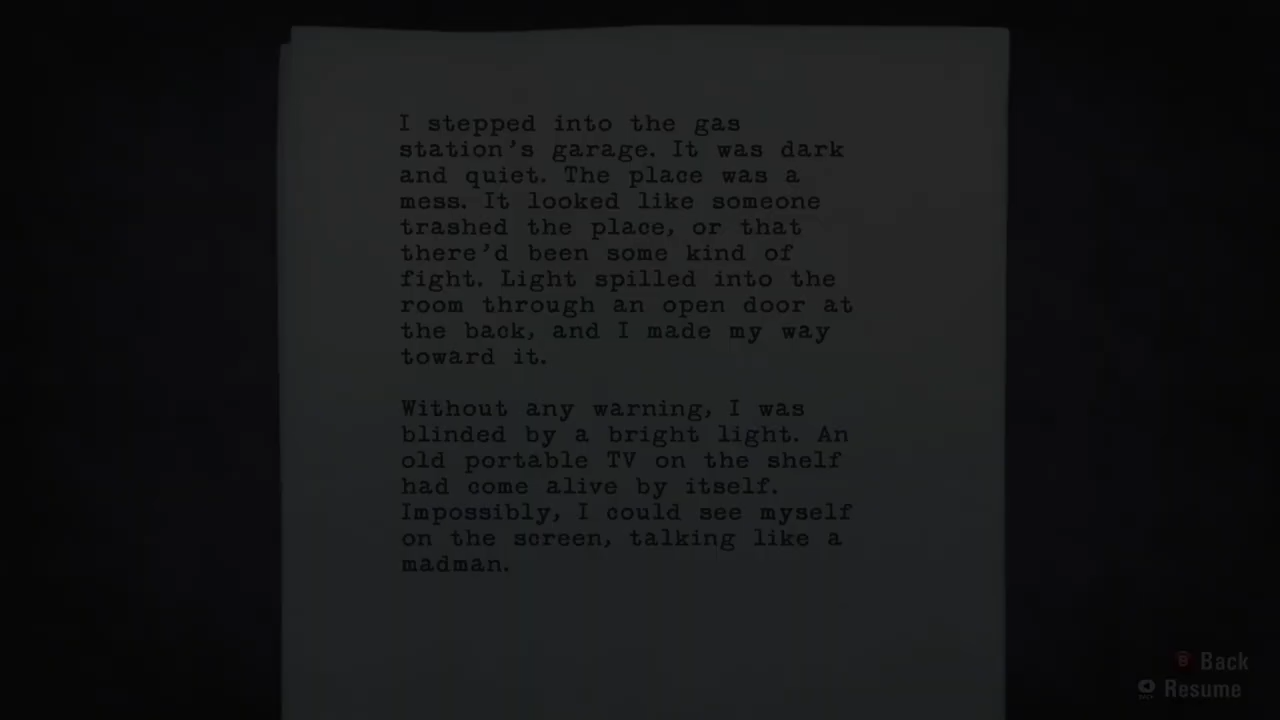 I stepped into the gas
station's garage. It was dark
and quiet. The place was a
mess. It looked like someone
trashed the place, or that
there'd been some kind of
fight. Light spilled into the
room through an open door at
the back, and I made my way
toward it.
Without any warning, I was
blinded by a bright light. An
old portable TV on the shelf
had come alive by itself.
Impossibly, I could see myself
on the screen, talking like a
madman.
B Back
BACK Resume